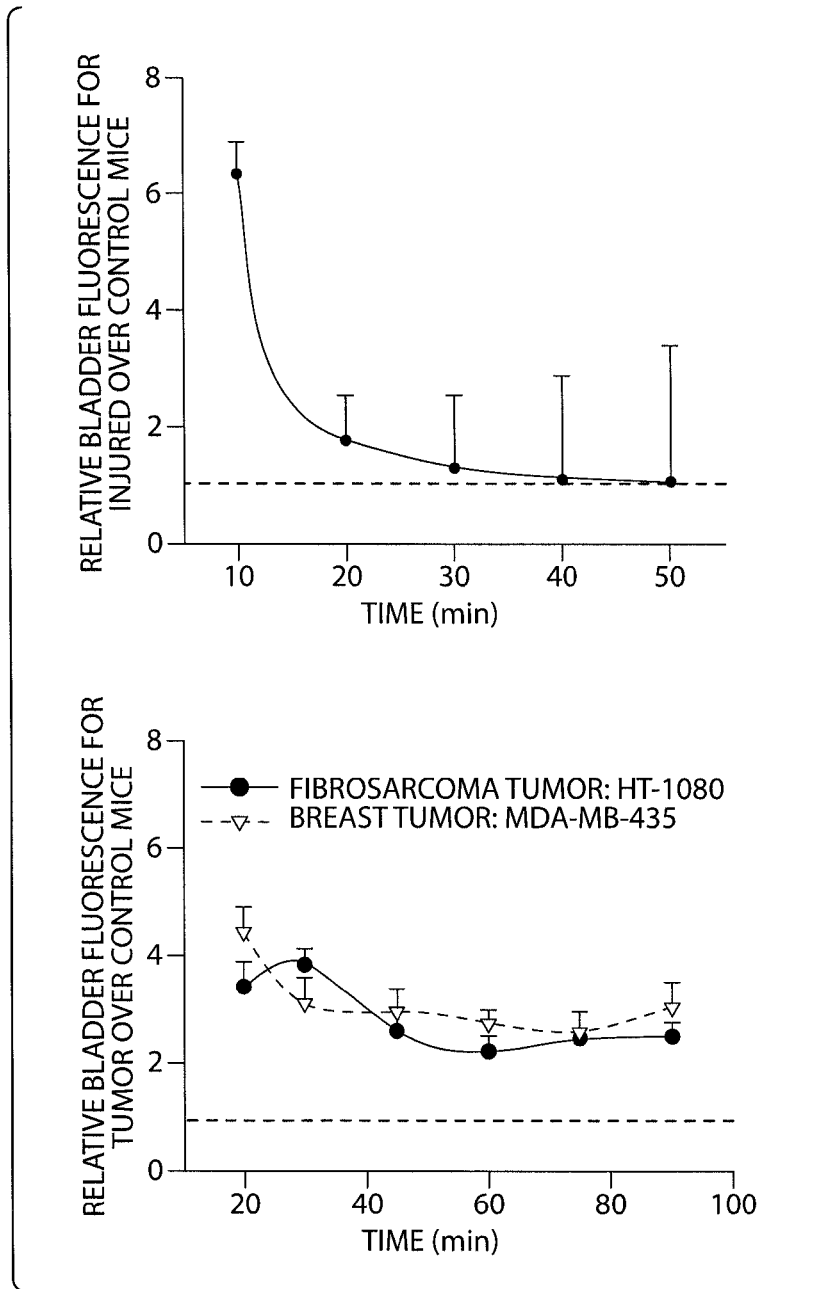 RELATIVE BLADDER FLUORESCENCE FOR
INJURED OVER CONTROL MICE
8
6
4
2
0
10 20 30 40 50
TIME (min)
RELATIVE BLADDER FLUORESCENCE FOR
TUMOR OVER CONTROL MICE
8
6
4
2
0
FIBROSARCOMA TUMOR: HT-1080
BREAST TUMOR: MDA-MB-435
20 40 60 80 100
TIME (min)